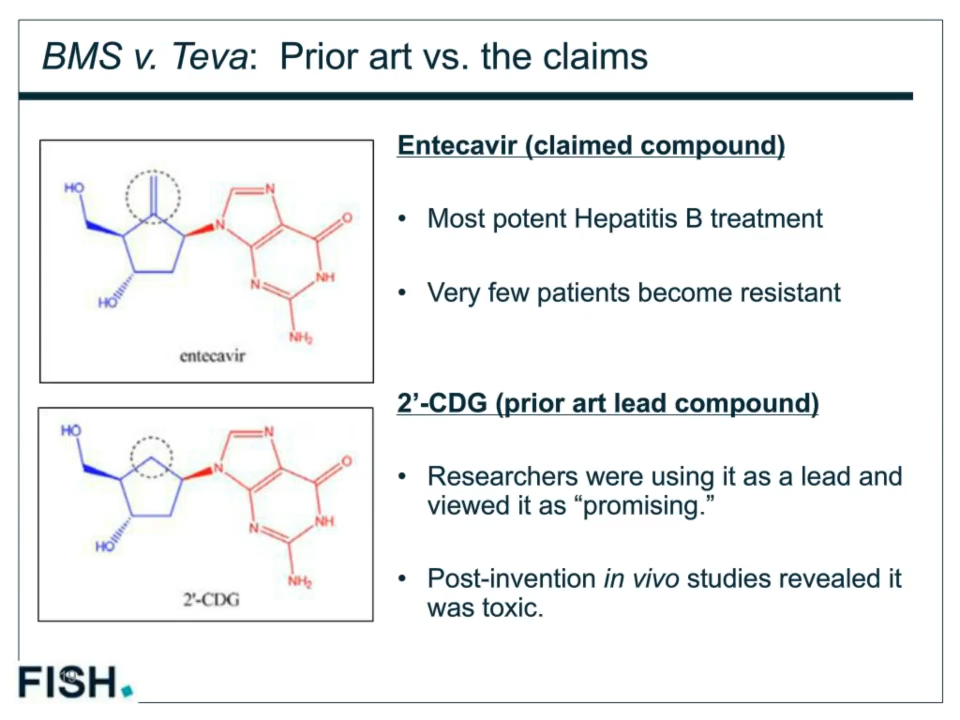 BMS v. Teva: Prior art vs. the claims
HO
N
N
O
N
NH
HO
NH₂
entecavir
Entecavir (claimed compound)
• Most potent Hepatitis B treatment
• Very few patients become resistant
HO
N
N
O
N
NH
HO
NH₂
2'-CDG
2’-CDG (prior art lead compound)
• Researchers were using it as a lead and
viewed it as “promising.”
• Post-invention in vivo studies revealed it
was toxic.
FISH.
19